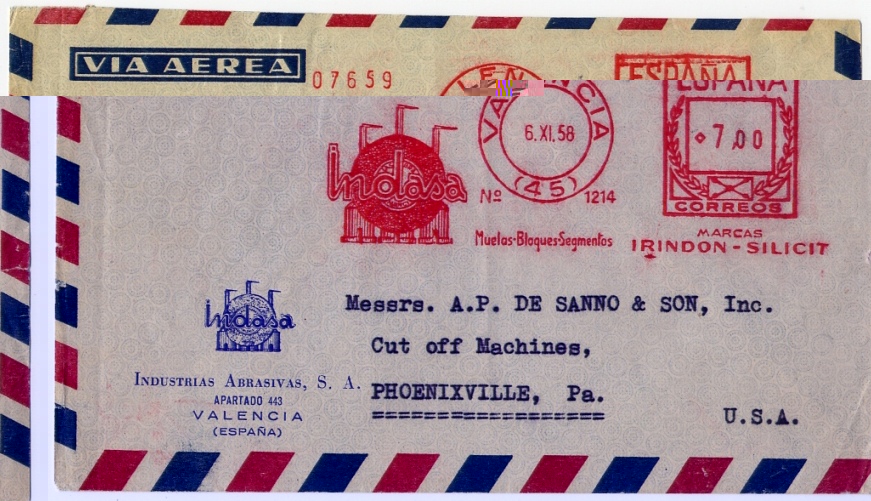 VIA AEREA
07659
ESPAÑA
VALENCIA
6.XI.58
(45)
Nº 1214
ESPAÑA
7,00
CORREOS
Indasa
Muelas-Bloques-Segmentos
MARCAS
IRINDON-SILICIT
Messrs. A.P. DE SANNO & SON, Inc.
Cut off Machines,
PHOENIXVILLE, Pa.
U.S.A.
Indasa
INDUSTRIAS ABRASIVAS, S. A.
APARTADO 443
VALENCIA
(ESPAÑA)